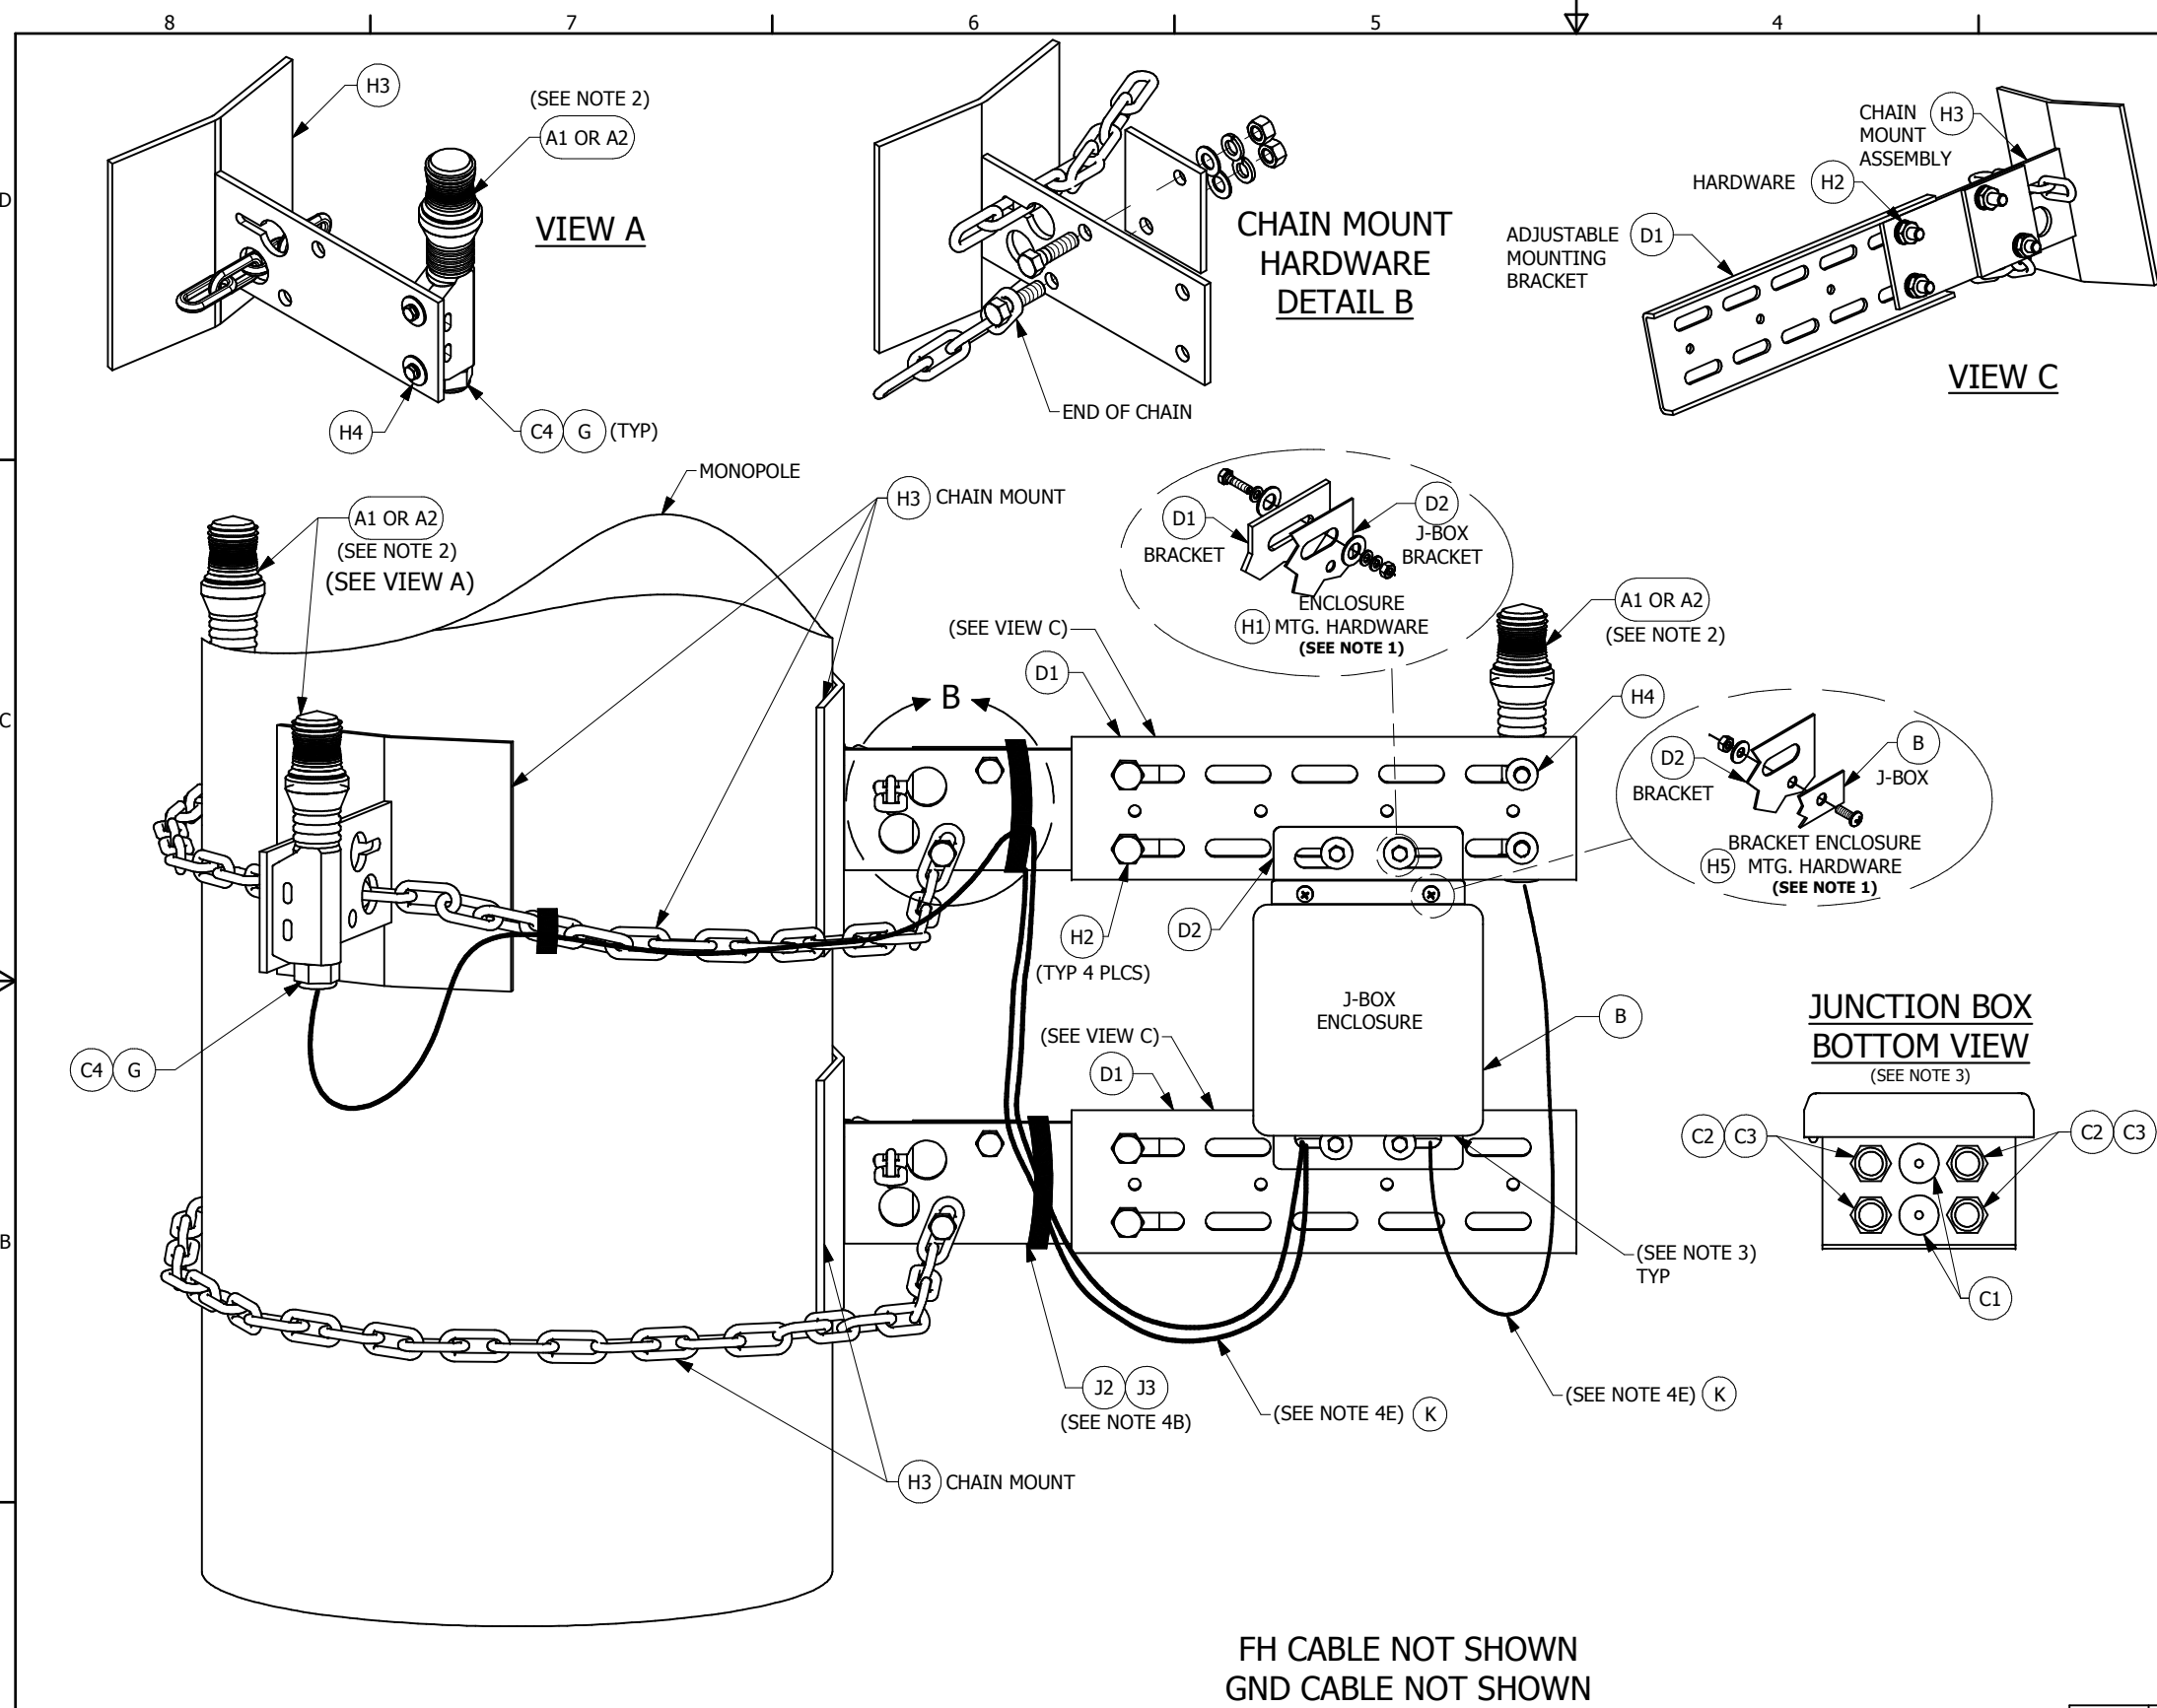 8 7 6 5 4
D
C
B
H3
(SEE NOTE 2)
A1 OR A2
VIEW A
H4
C4 G (TYP)
CHAIN MOUNT
HARDWARE
DETAIL B
END OF CHAIN
CHAIN
MOUNT
ASSEMBLY
H3
HARDWARE H2
ADJUSTABLE
MOUNTING
BRACKET
D1
VIEW C
MONOPOLE
H3 CHAIN MOUNT
A1 OR A2
(SEE NOTE 2)
(SEE VIEW A)
D1
BRACKET
D2
J-BOX
BRACKET
ENCLOSURE
H1 MTG. HARDWARE
(SEE NOTE 1)
(SEE VIEW C)
D1
A1 OR A2
(SEE NOTE 2)
H4
B
D2
BRACKET
B
J-BOX
BRACKET ENCLOSURE
H5 MTG. HARDWARE
(SEE NOTE 1)
H2
(TYP 4 PLCS)
D2
J-BOX
ENCLOSURE
B
(SEE VIEW C)
D1
C4 G
JUNCTION BOX
BOTTOM VIEW
(SEE NOTE 3)
C2 C3
C2 C3
C1
(SEE NOTE 3)
TYP
J2 J3
(SEE NOTE 4B)
(SEE NOTE 4E) K
(SEE NOTE 4E) K
H3 CHAIN MOUNT
FH CABLE NOT SHOWN
GND CABLE NOT SHOWN